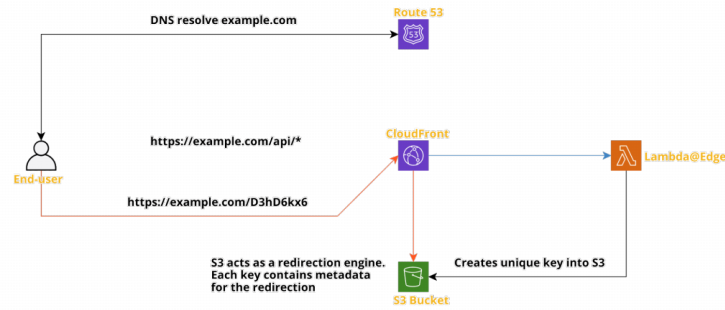 Route 53
DNS resolve example.com
53
https://example.com/api/*
CloudFront
Lambda@Edge
End-user
https://example.com/D3hD6kx6
S3 acts as a redirection engine.
Each key contains metadata
for the redirection
Creates unique key into S3
S3 Bucket